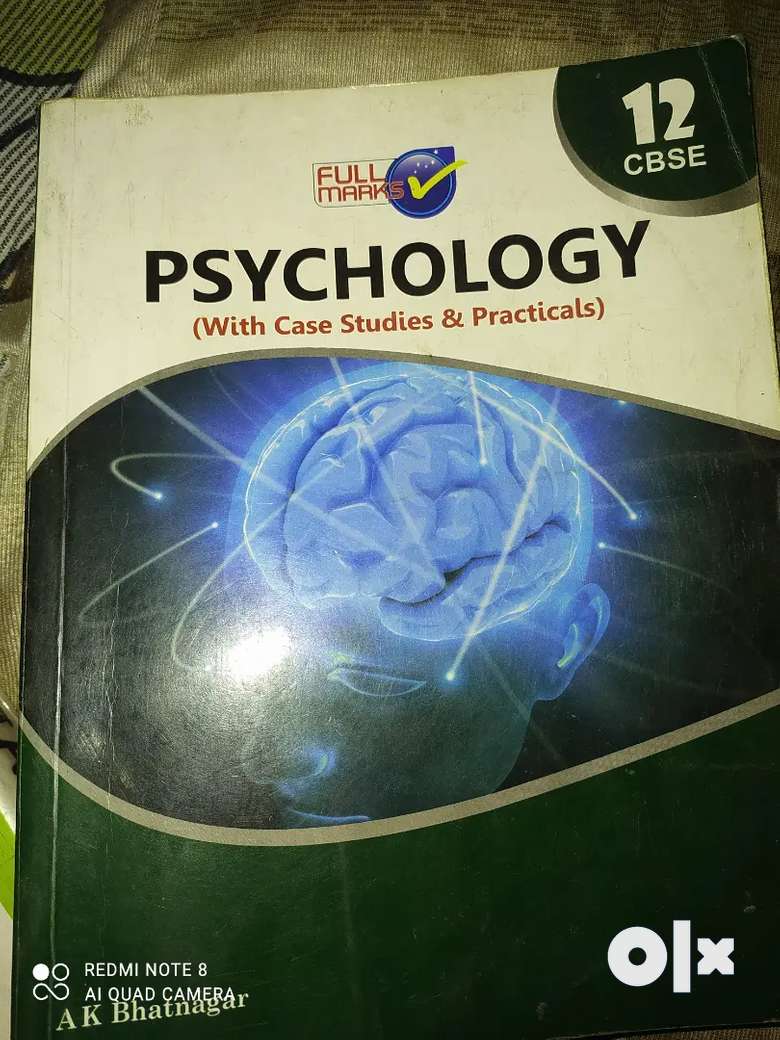 12
CBSE
FULL
MARKS
PSYCHOLOGY
(With Case Studies & Practicals)
REDMI NOTE 8
AI QUAD CAMERA
A K Bhatnagar
olx